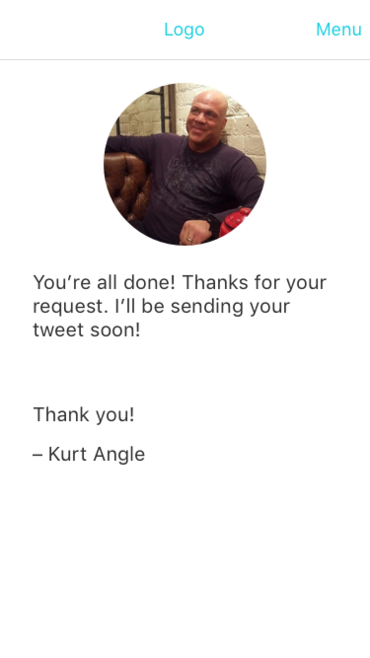 Logo
Menu
You’re all done! Thanks for your
request. I’ll be sending your
tweet soon!
Thank you!
– Kurt Angle